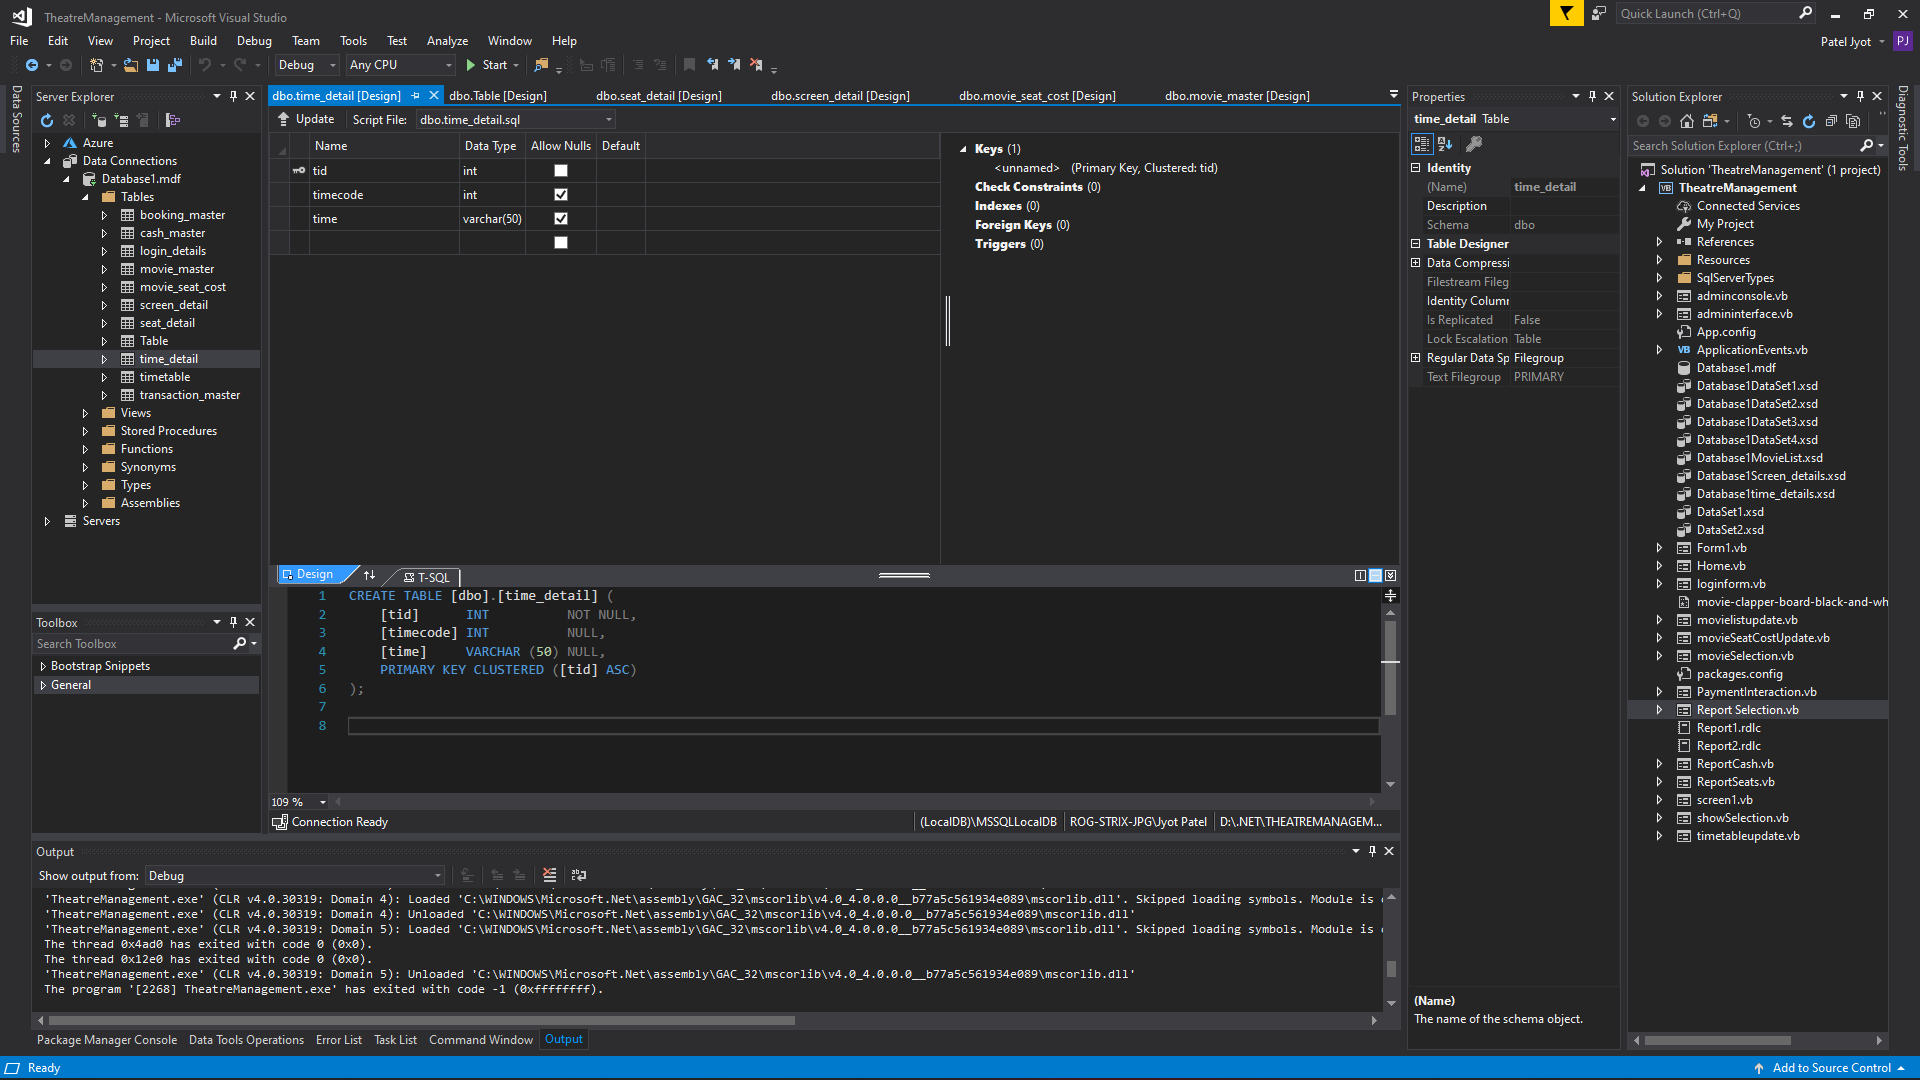 TheatreManagement - Microsoft Visual Studio
Quick Launch (Ctrl+Q)
File Edit View Project Build Debug Team Tools Test Analyze Window Help
Patel Jyot PJ
Debug Any CPU Start
Data Sources
Server Explorer
Azure
Data Connections
Database1.mdf
Tables
booking_master
cash_master
login_details
movie_master
movie_seat_cost
screen_detail
seat_detail
Table
time_detail
timetable
transaction_master
Views
Stored Procedures
Functions
Synonyms
Types
Assemblies
Servers
Toolbox
Search Toolbox
Bootstrap Snippets
General
dbo.time_detail [Design] dbo.Table [Design] dbo.seat_detail [Design] dbo.screen_detail [Design] dbo.movie_seat_cost [Design] dbo.movie_master [Design]
Update Script File: dbo.time_detail.sql
Name Data Type Allow Nulls Default
tid int
timecode int
time varchar(50)
Keys (1)
<unnamed> (Primary Key, Clustered: tid)
Check Constraints (0)
Indexes (0)
Foreign Keys (0)
Triggers (0)
Design T-SQL
1 CREATE TABLE [dbo].[time_detail] (
2 [tid] INT NOT NULL,
3 [timecode] INT NULL,
4 [time] VARCHAR (50) NULL,
5 PRIMARY KEY CLUSTERED ([tid] ASC)
6 );
7
8
109 %
Connection Ready (LocalDB)\MSSQLLocalDB ROG-STRIX-JPG\Jyot Patel D:\.NET\THEATREMANAGEM...
Output
Show output from: Debug
'TheatreManagement.exe' (CLR v4.0.30319: Domain 4): Loaded 'C:\WINDOWS\Microsoft.Net\assembly\GAC_32\mscorlib\v4.0_4.0.0.0__b77a5c561934e089\mscorlib.dll'. Skipped loading symbols. Module is
'TheatreManagement.exe' (CLR v4.0.30319: Domain 4): Unloaded 'C:\WINDOWS\Microsoft.Net\assembly\GAC_32\mscorlib\v4.0_4.0.0.0__b77a5c561934e089\mscorlib.dll'
'TheatreManagement.exe' (CLR v4.0.30319: Domain 5): Loaded 'C:\WINDOWS\Microsoft.Net\assembly\GAC_32\mscorlib\v4.0_4.0.0.0__b77a5c561934e089\mscorlib.dll'. Skipped loading symbols. Module is
The thread 0x4ad0 has exited with code 0 (0x0).
The thread 0x12e0 has exited with code 0 (0x0).
'TheatreManagement.exe' (CLR v4.0.30319: Domain 5): Unloaded 'C:\WINDOWS\Microsoft.Net\assembly\GAC_32\mscorlib\v4.0_4.0.0.0__b77a5c561934e089\mscorlib.dll'
The program '[2268] TheatreManagement.exe' has exited with code -1 (0xffffffff).
Package Manager Console Data Tools Operations Error List Task List Command Window Output
Properties
time_detail Table
Identity
(Name) time_detail
Description
Schema dbo
Table Designer
Data Compressi
Filestream Fileg
Identity Colum
Is Replicated False
Lock Escalation Table
Regular Data Sp Filegroup
Text Filegroup PRIMARY
(Name)
The name of the schema object.
Solution Explorer
Search Solution Explorer (Ctrl+;)
Solution 'TheatreManagement' (1 project)
VB TheatreManagement
Connected Services
My Project
References
Resources
SqlServerTypes
adminconsole.vb
admininterface.vb
App.config
VB ApplicationEvents.vb
Database1.mdf
Database1DataSet1.xsd
Database1DataSet2.xsd
Database1DataSet3.xsd
Database1DataSet4.xsd
Database1MovieList.xsd
Database1Screen_details.xsd
Database1time_details.xsd
DataSet1.xsd
DataSet2.xsd
Form1.vb
Home.vb
loginform.vb
movie-clapper-board-black-and-wh
movielistupdate.vb
movieSeatCostUpdate.vb
movieSelection.vb
packages.config
PaymentInteraction.vb
Report Selection.vb
Report1.rdlc
Report2.rdlc
ReportCash.vb
ReportSeats.vb
screen1.vb
showSelection.vb
timetableupdate.vb
Diagnostic Tools
Ready Add to Source Control